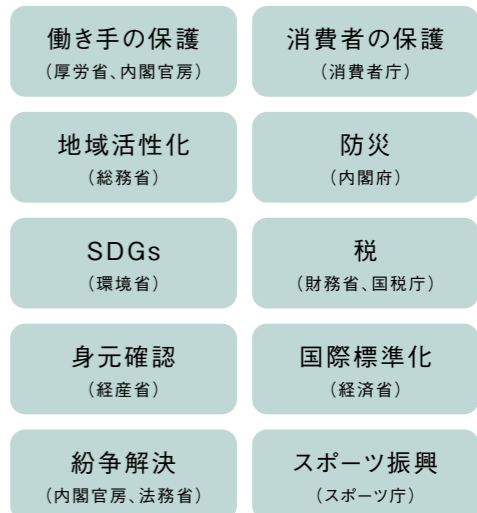 働き手の保護
（厚労省、内閣官房）
消費者の保護
（消費者庁）
地域活性化
（総務省）
防災
（内閣府）
SDGs
（環境省）
税
（財務省、国税庁）
身元確認
（経産省）
国際標準化
（経済省）
紛争解決
（内閣官房、法務省）
スポーツ振興
（スポーツ庁）